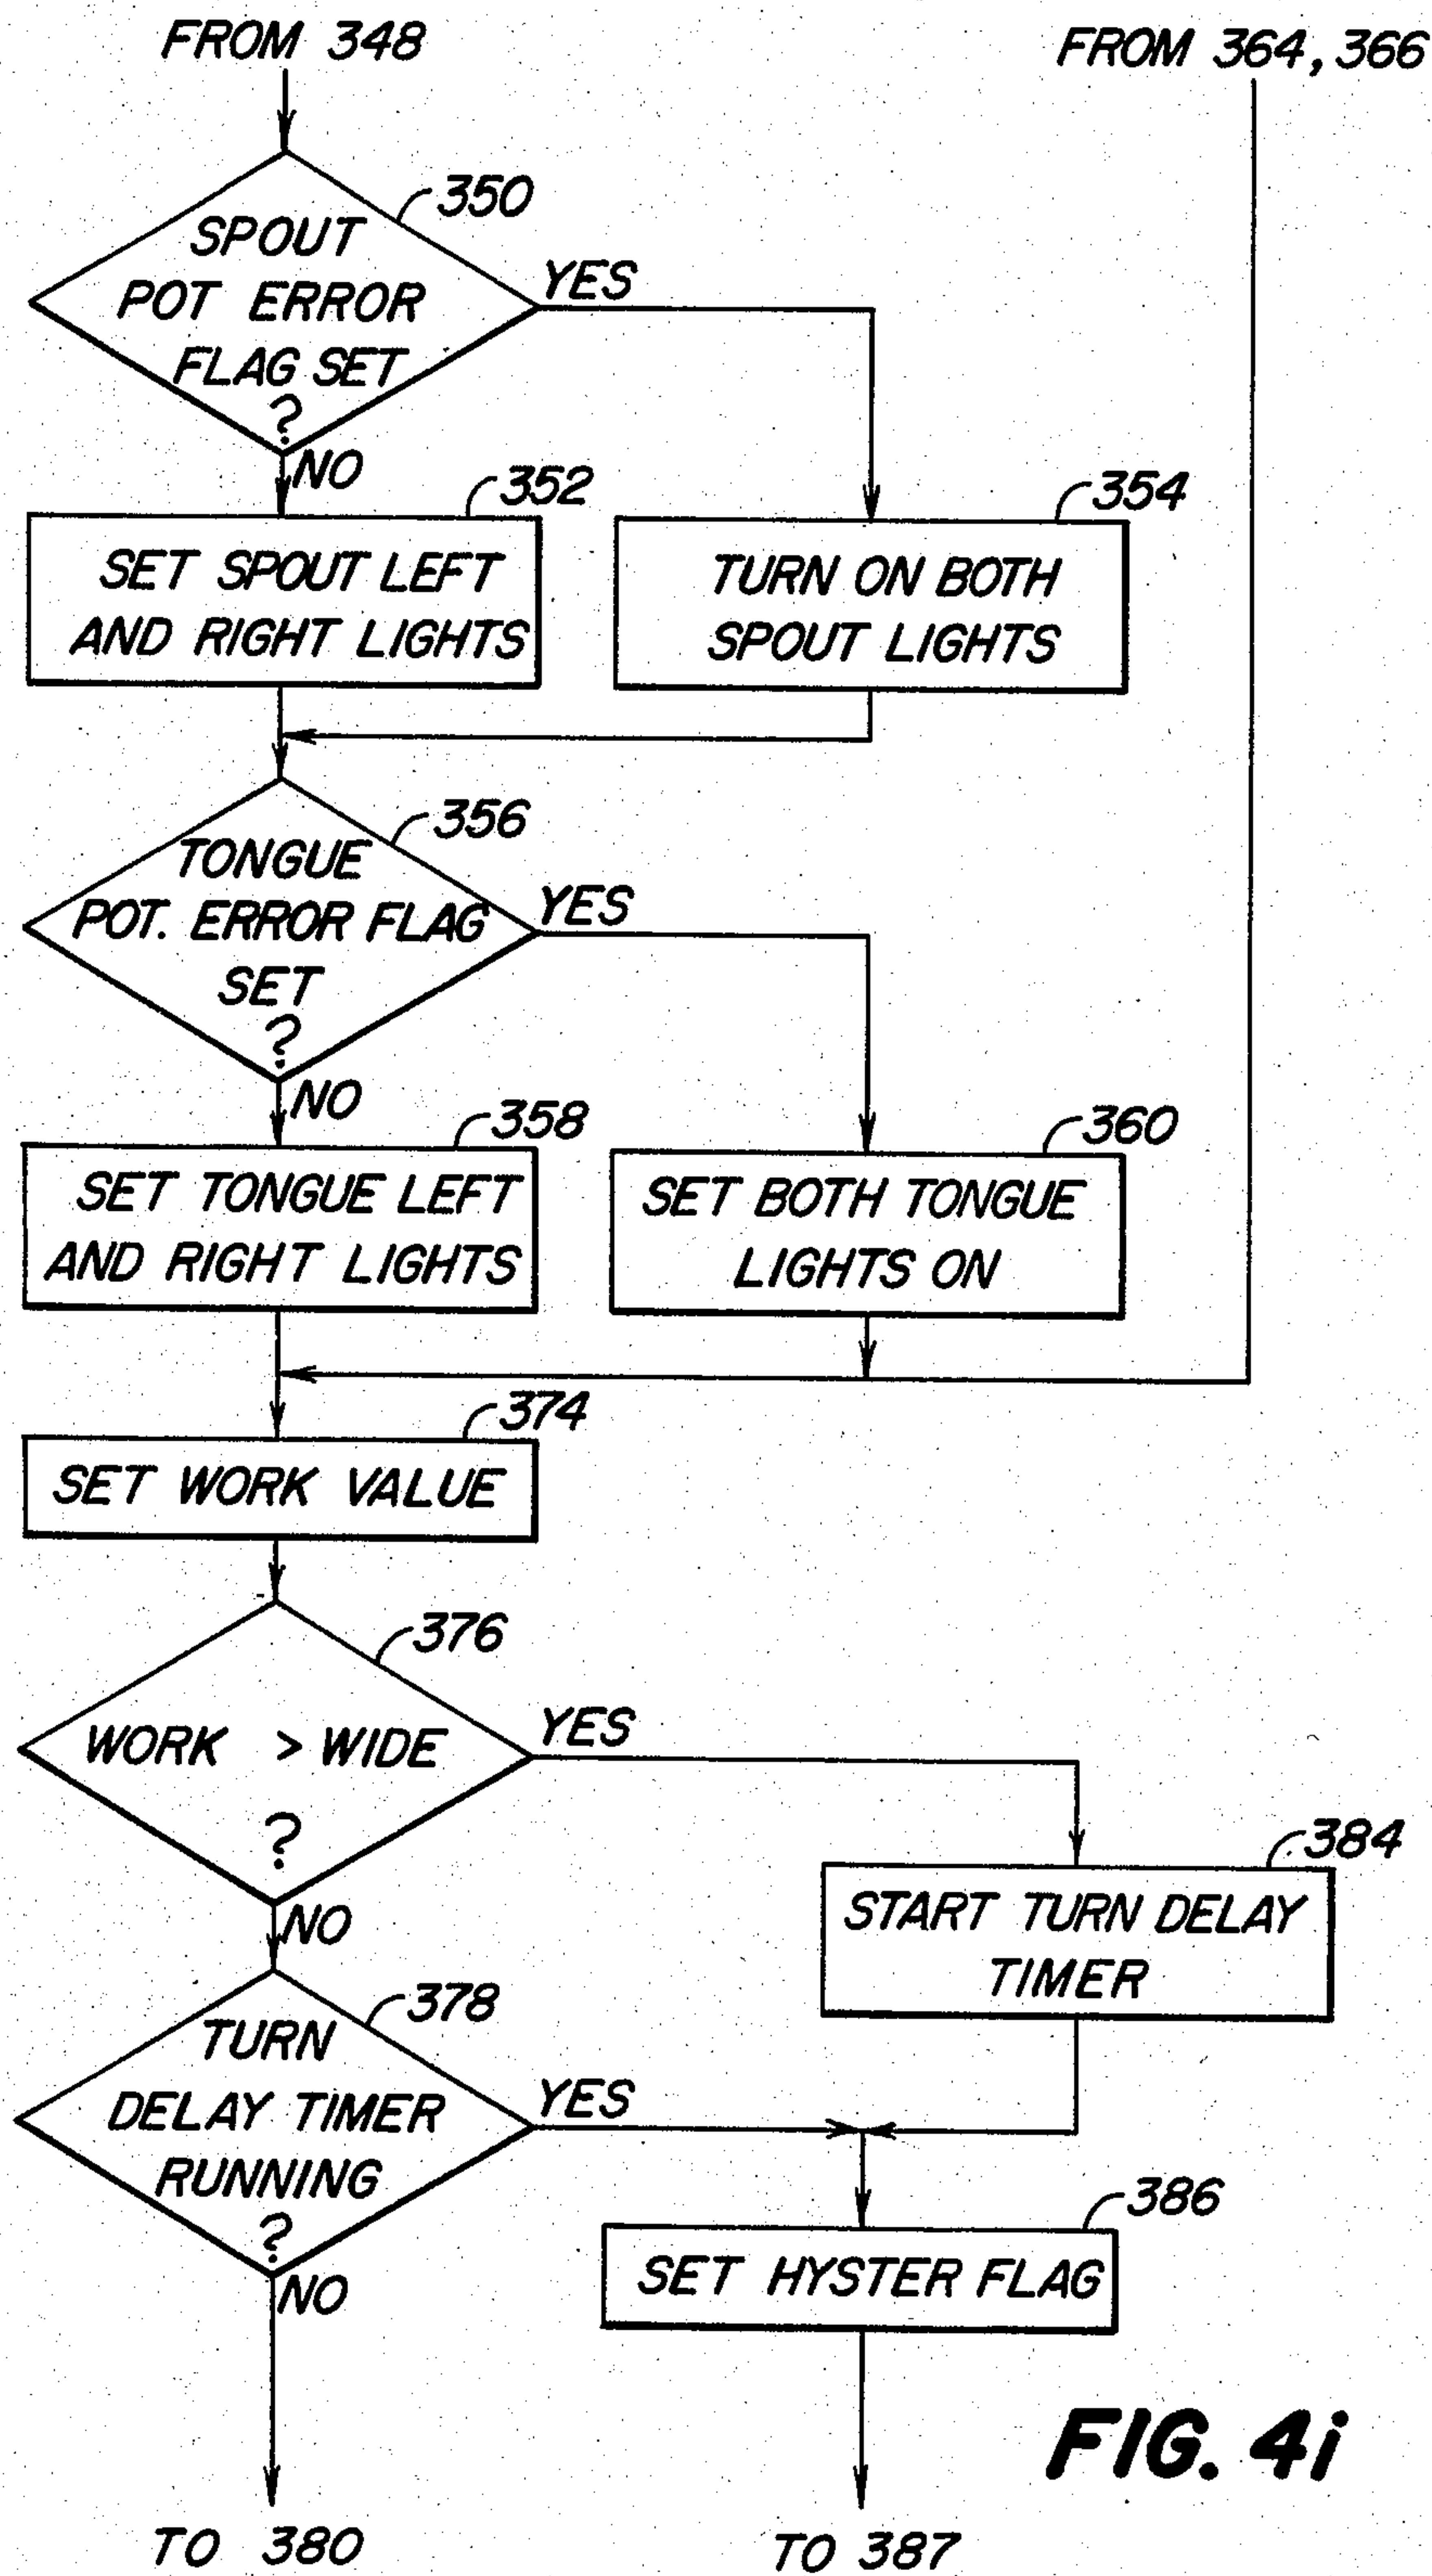 FROM 348
FROM 364, 366
350
SPOUT
POT ERROR
FLAG SET
?
YES
NO
352
SET SPOUT LEFT
AND RIGHT LIGHTS
354
TURN ON BOTH
SPOUT LIGHTS
356
TONGUE
POT. ERROR FLAG
SET
?
YES
NO
358
SET TONGUE LEFT
AND RIGHT LIGHTS
360
SET BOTH TONGUE
LIGHTS ON
374
SET WORK VALUE
376
WORK > WIDE
?
YES
NO
384
START TURN DELAY
TIMER
378
TURN
DELAY TIMER
RUNNING
?
YES
NO
386
SET HYSTER FLAG
FIG. 4i
TO 380
TO 387